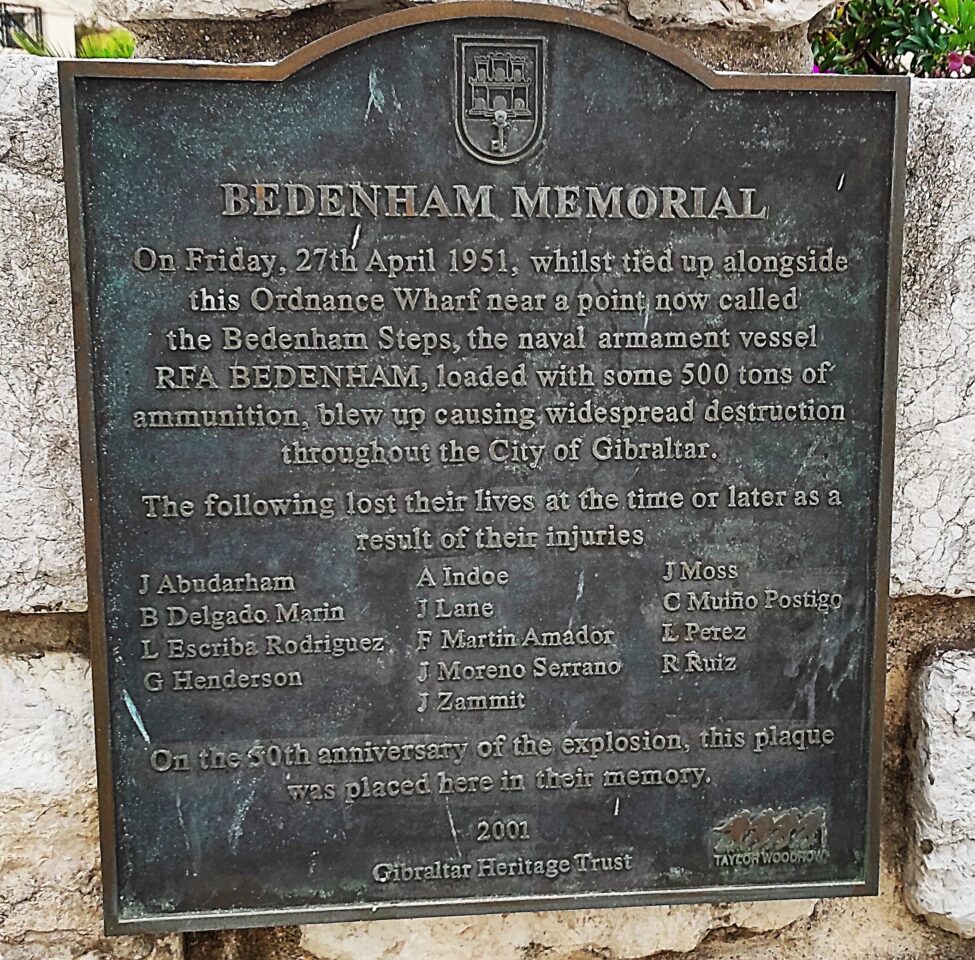 BEDENHAM MEMORIAL
On Friday, 27th April 1951, whilst tied up alongside
this Ordnance Wharf near a point now called
the Bedenham Steps, the naval armament vessel
RFA BEDENHAM, loaded with some 500 tons of
ammunition, blew up causing widespread destruction
throughout the City of Gibraltar.
The following lost their lives at the time or later as a
result of their injuries
J Abudarham
B Delgado Marin
L Escriba Rodriguez
G Henderson
A Indoe
J Lane
F Martin Amador
J Moreno Serrano
J Zammit
J Moss
C Muiño Postigo
L Perez
R Ruiz
On the 50th anniversary of the explosion, this plaque
was placed here in their memory.
2001
Gibraltar Heritage Trust
TAYLOR WOODROW